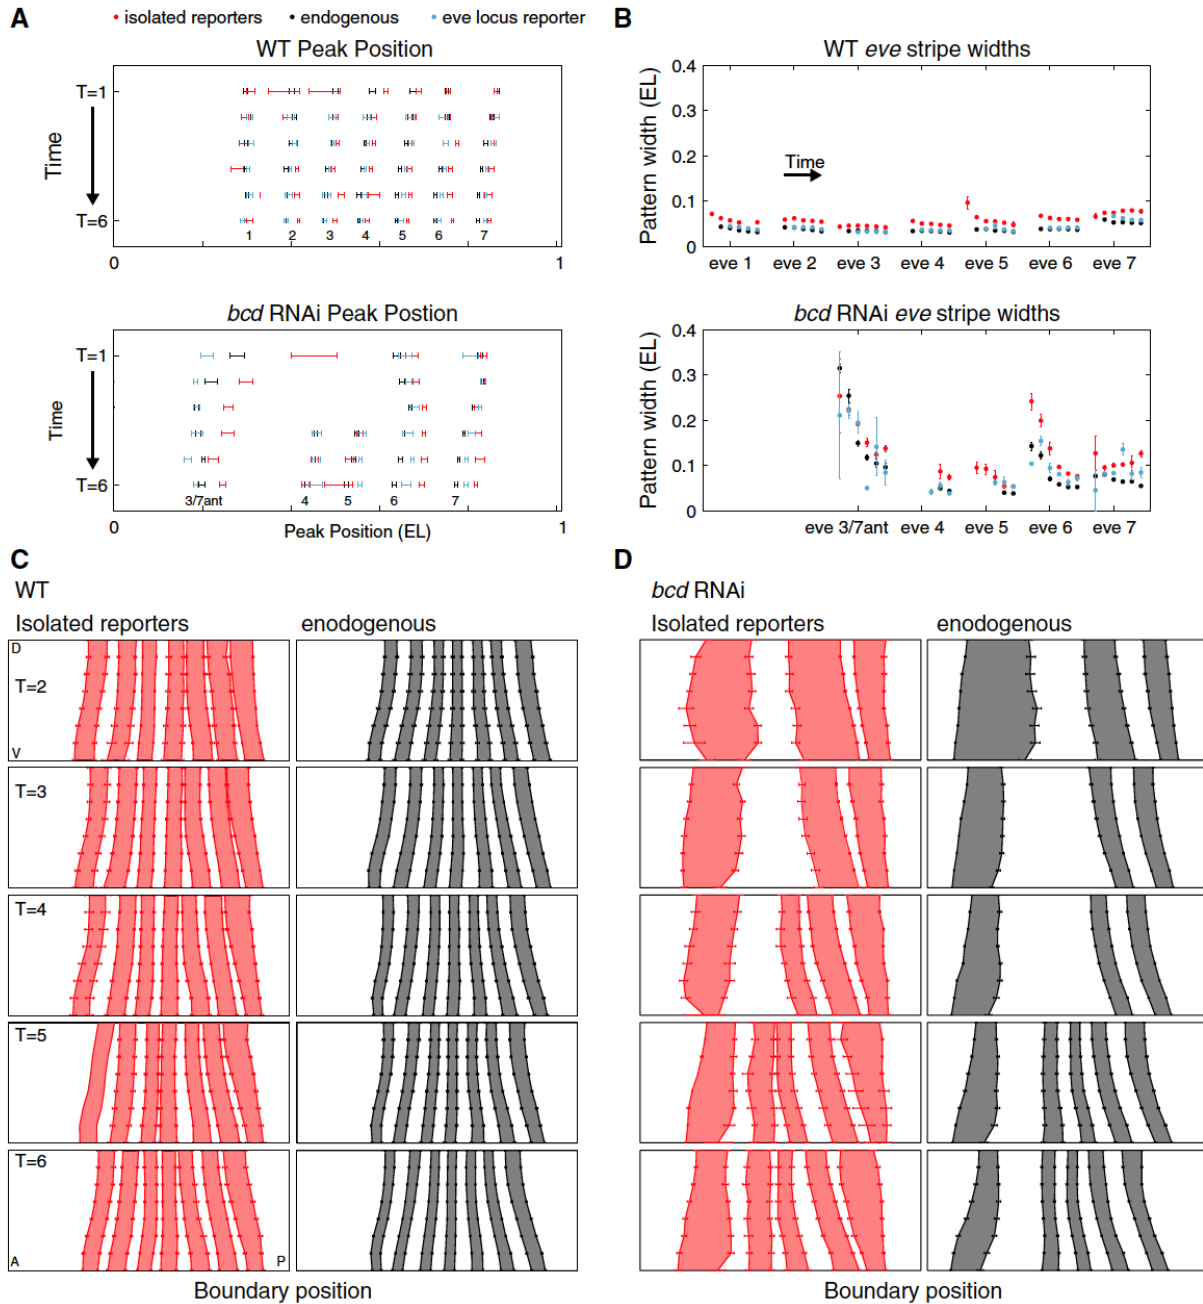 A
isolated reporters endogenous eve locus reporter
WT Peak Position
T=1
Time
T=6
1 2 3 4 5 6 7
0 1
bcd RNAi Peak Postion
T=1
Time
T=6
3/7ant 4 5 6 7
0 1
Peak Position (EL)
B
WT eve stripe widths
Pattern width (EL)
0.4
0.3
0.2
0.1
0
Time
eve 1 eve 2 eve 3 eve 4 eve 5 eve 6 eve 7
bcd RNAi eve stripe widths
Pattern width (EL)
0.4
0.3
0.2
0.1
0
eve 3/7ant eve 4 eve 5 eve 6 eve 7
C
WT
Isolated reporters enodogenous
D
T=2
V
T=3
T=4
T=5
T=6
A P
Boundary position
D
bcd RNAi
Isolated reporters enodogenous
Boundary position